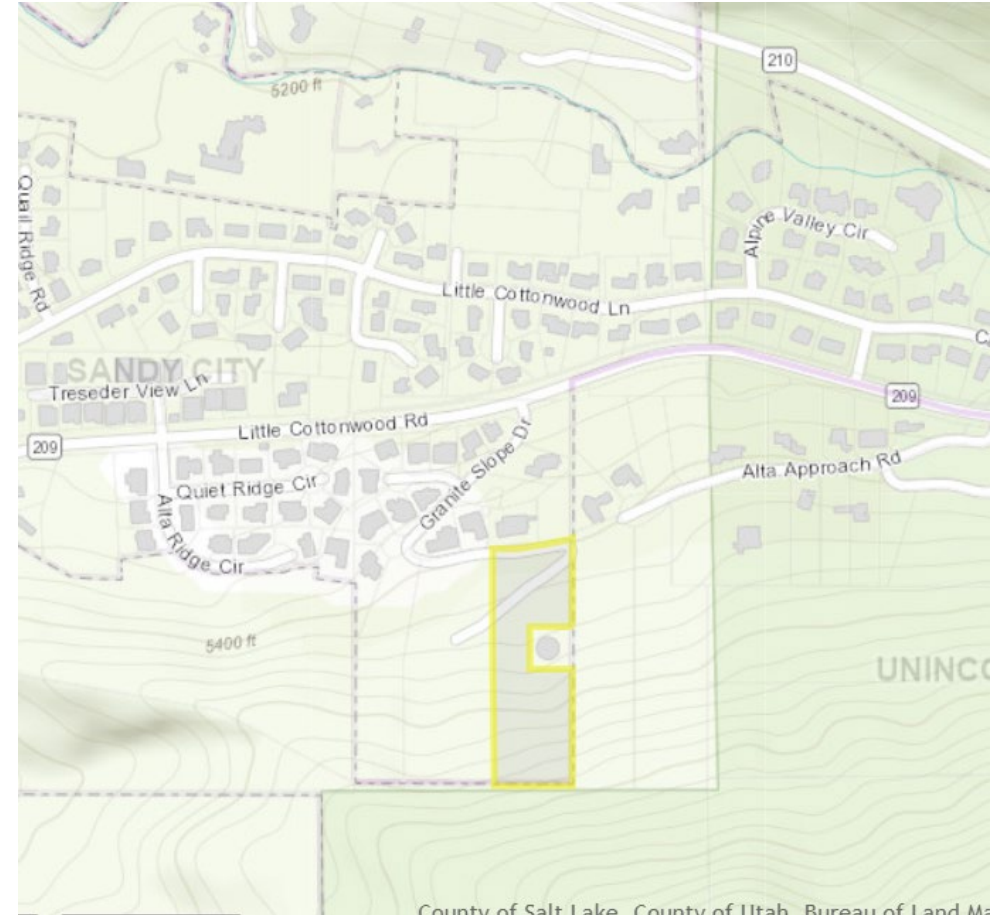 210
5200 ft
Quail Ridge Rd
Alpine Valley Cir
Little Cottonwood Ln
SANDY CITY
Treseder View Ln
209
Little Cottonwood Rd
209
Granite Slope Dr
Quiet Ridge Cir
Alta Approach Rd
Alta Ridge Cir
5400 ft
UNINCO
County of Salt Lake, County of Utah, Bureau of Land Ma